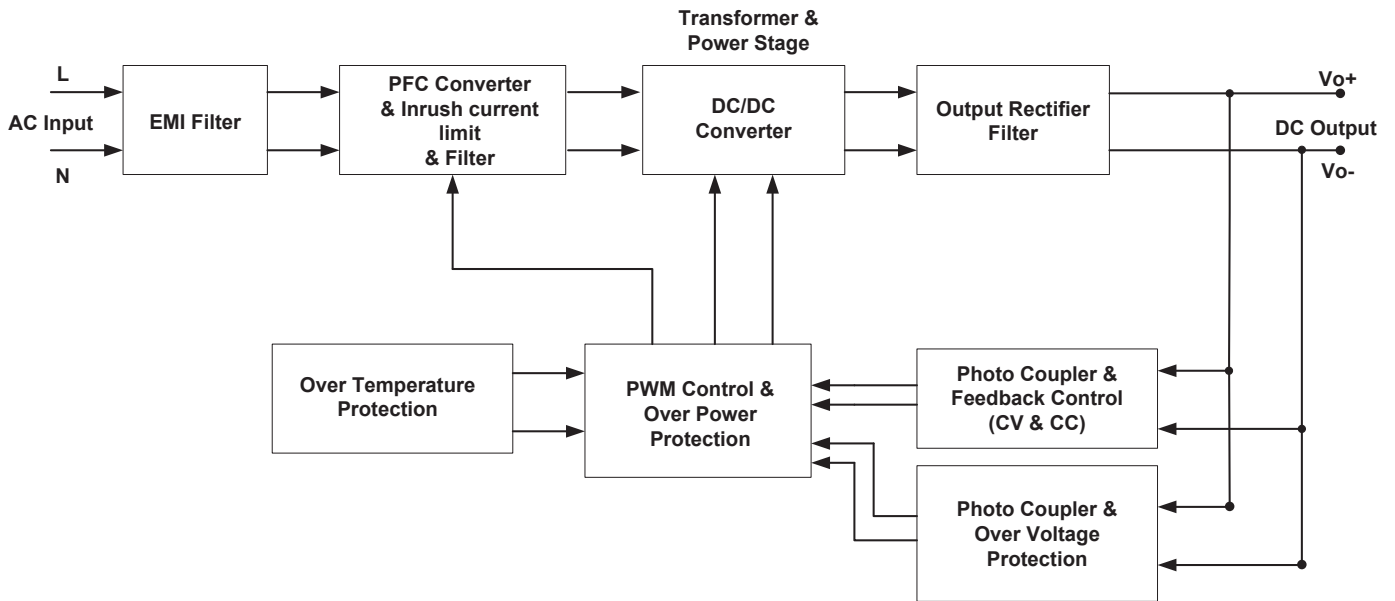 Transformer &
Power Stage
L
AC Input
N
EMI Filter
PFC Converter
& Inrush current
limit
& Filter
DC/DC
Converter
Output Rectifier
Filter
Vo+
DC Output
Vo-
Over Temperature
Protection
PWM Control &
Over Power
Protection
Photo Coupler &
Feedback Control
(CV & CC)
Photo Coupler &
Over Voltage
Protection